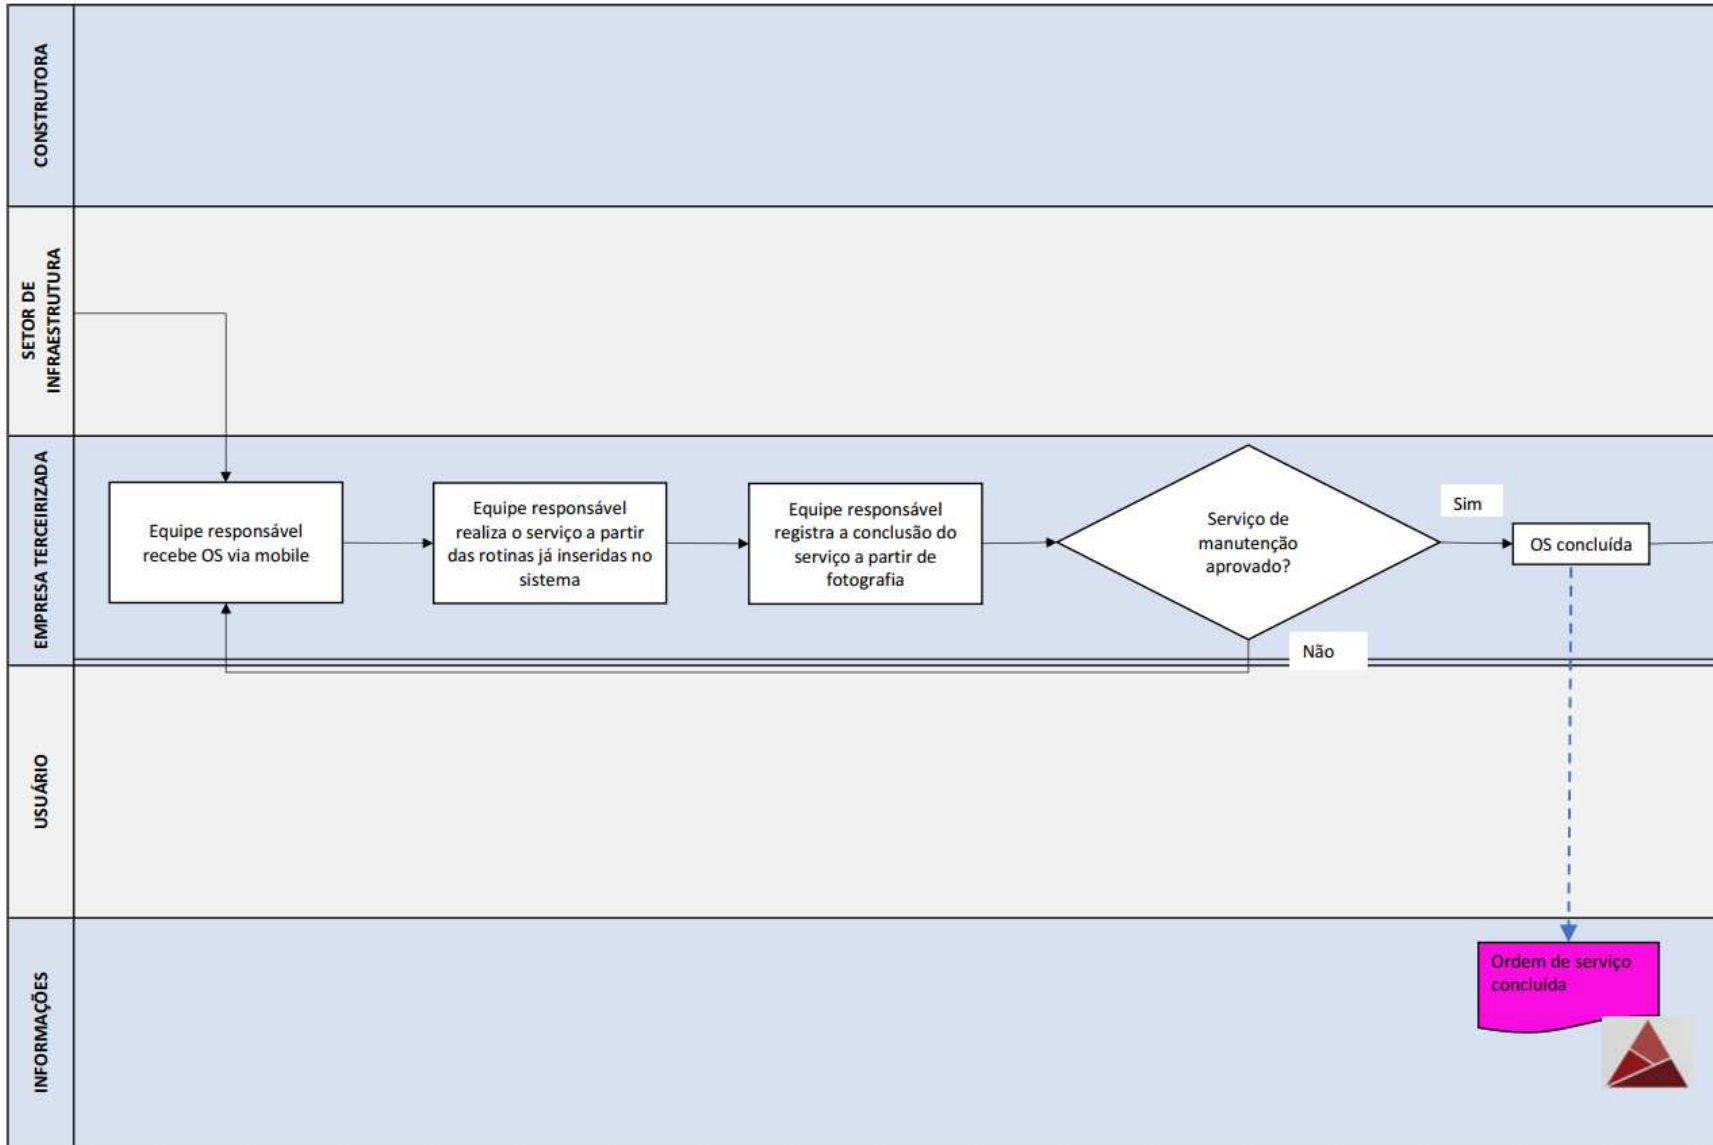 CONSTRUTORA
SETOR DE
INFRAESTRUTURA
EMPRESA TERCEIRIZADA
Equipe responsável
recebe OS via mobile
Equipe responsável
realiza o serviço a partir
das rotinas já inseridas no
sistema
Equipe responsável
registra a conclusão do
serviço a partir de
fotografia
Serviço de
manutenção
aprovado?
Sim
OS concluída
Não
USUÁRIO
INFORMAÇÕES
Ordem de serviço
concluída